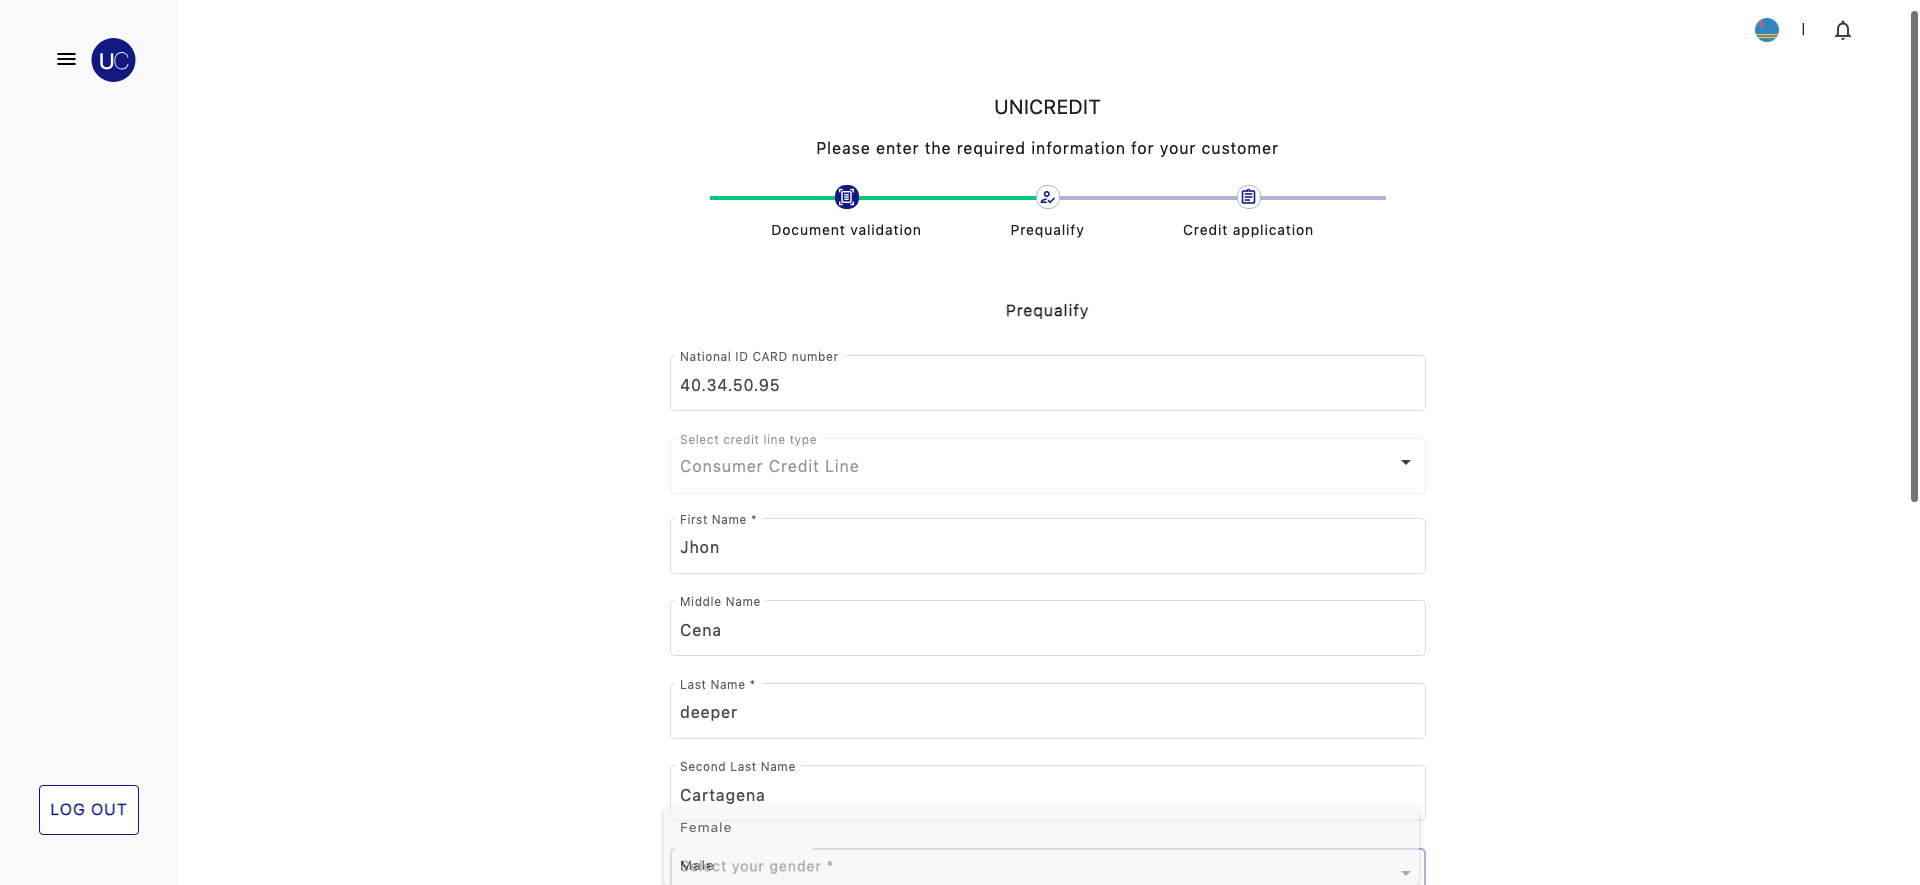 UC
UNICREDIT
Please enter the required information for your customer
Document validation
Prequalify
Credit application
Prequalify
National ID CARD number
40.34.50.95
Select credit line type
Consumer Credit Line
First Name *
Jhon
Middle Name
Cena
Last Name *
deeper
Second Last Name
Cartagena
Female
Male
Select your gender *
LOG OUT